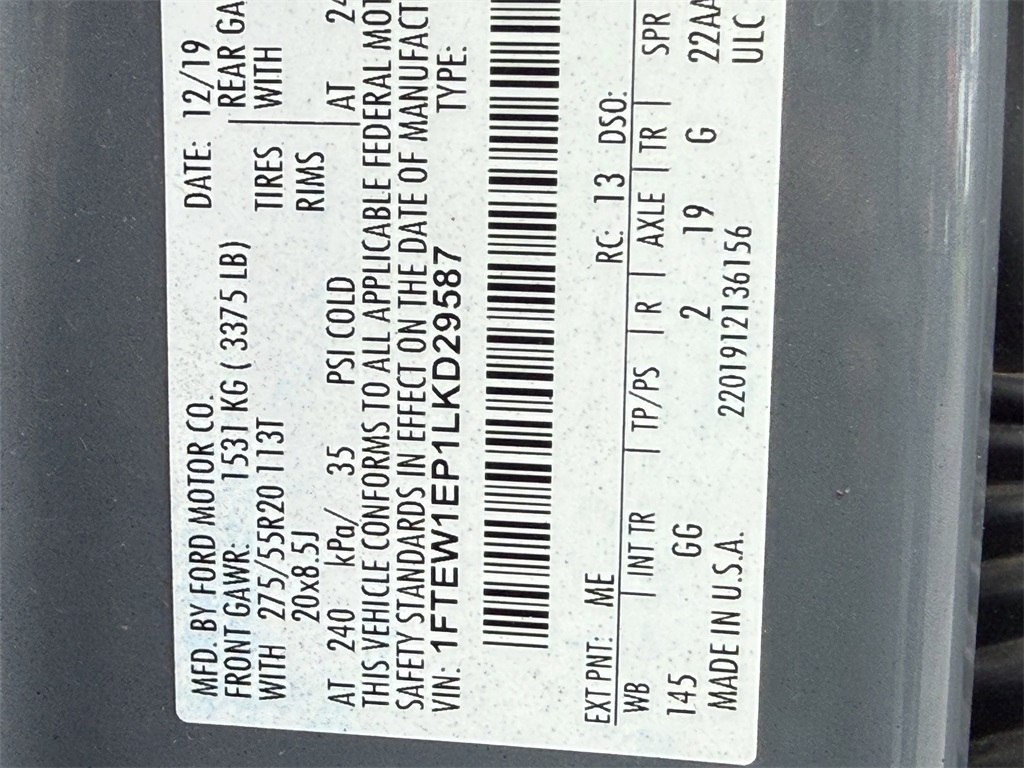 MFD. BY FORD MOTOR CO. DATE: 12/19
FRONT GAWR: 1531 KG ( 3375 LB) REAR GA
WITH 275/55R20 113T TIRES WITH
20x8.5J RIMS
AT 240 kPa/ 35 PSI COLD AT 24
THIS VEHICLE CONFORMS TO ALL APPLICABLE FEDERAL MOT
SAFETY STANDARDS IN EFFECT ON THE DATE OF MANUFACT
VIN: 1FTEW1EP1LKD29587 TYPE:
EXT PNT: ME RC: 13 DSO:
WB | INT TR | TP/PS | R | AXLE | TR | SPR
145 GG 2 19 G 22AA
MADE IN U.S.A. 22019121 36156 ULC